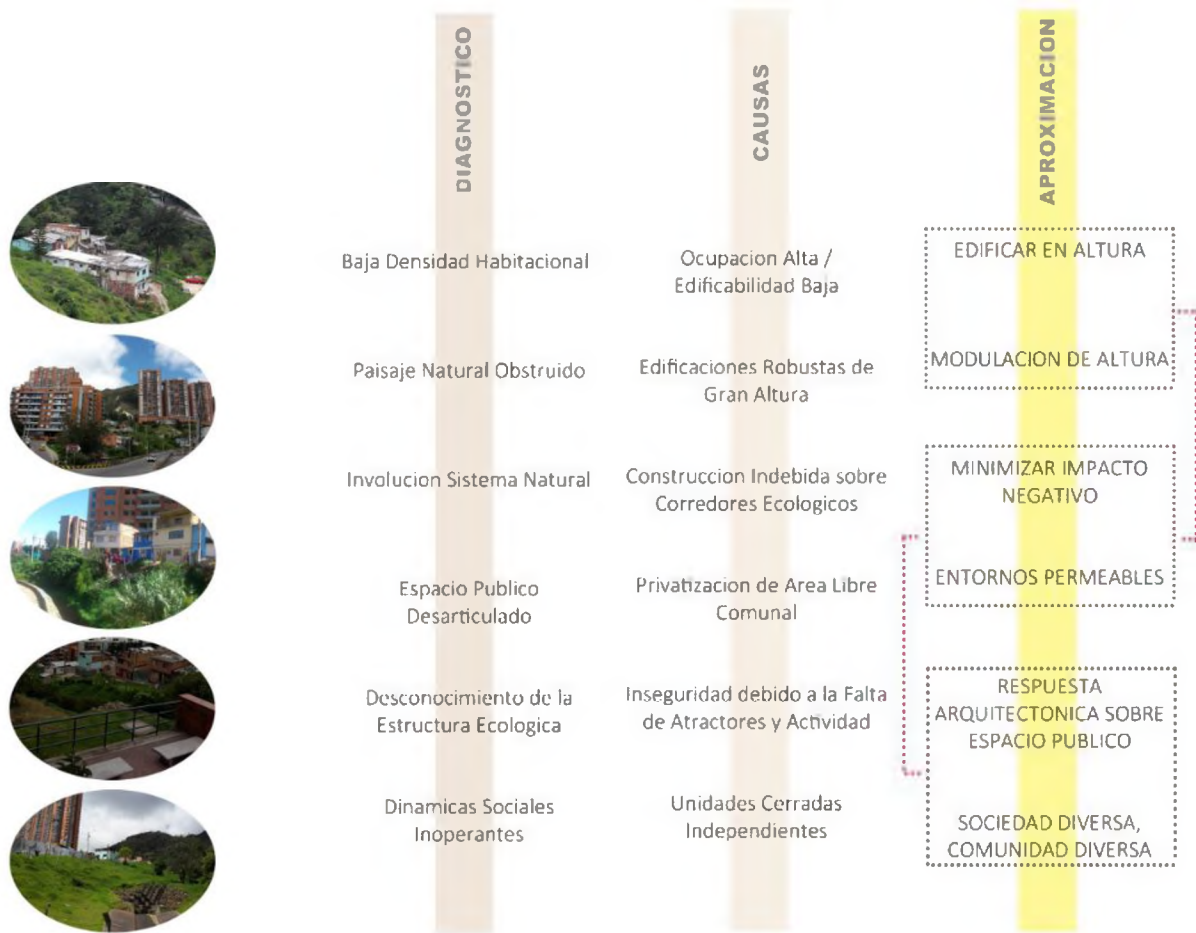 DIAGNOSTICO
CAUSAS
APROXIMACION
Baja Densidad Habitacional
Ocupacion Alta /
Edificabilidad Baja
EDIFICAR EN ALTURA
Paisaje Natural Obstruido
Edificaciones Robustas de
Gran Altura
MODULACION DE ALTURA
Involucion Sistema Natural
Construccion Indebida sobre
Corredores Ecologicos
MINIMIZAR IMPACTO
NEGATIVO
Espacio Publico
Desarticulado
Privatizacion de Area Libre
Comunal
ENTORNOS PERMEABLES
Desconocimiento de la
Estructura Ecologica
Inseguridad debido a la Falta
de Atractores y Actividad
RESPUESTA
ARQUITECTONICA SOBRE
ESPACIO PUBLICO
Dinamicas Sociales
Inoperantes
Unidades Cerradas
Independientes
SOCIEDAD DIVERSA,
COMUNIDAD DIVERSA